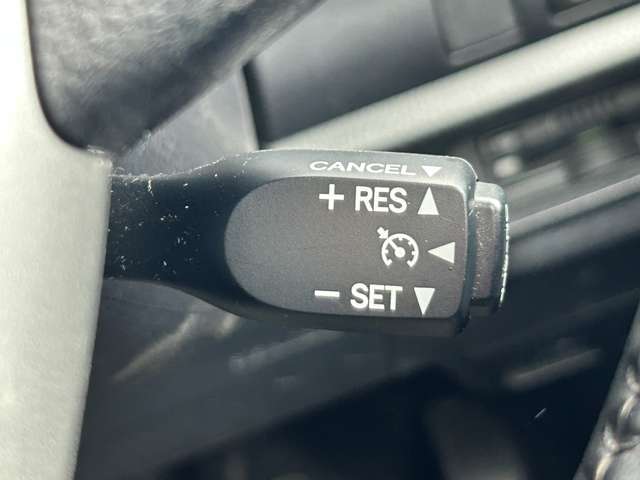 CANCEL ▼
+ RES ▲
◀
− SET ▼